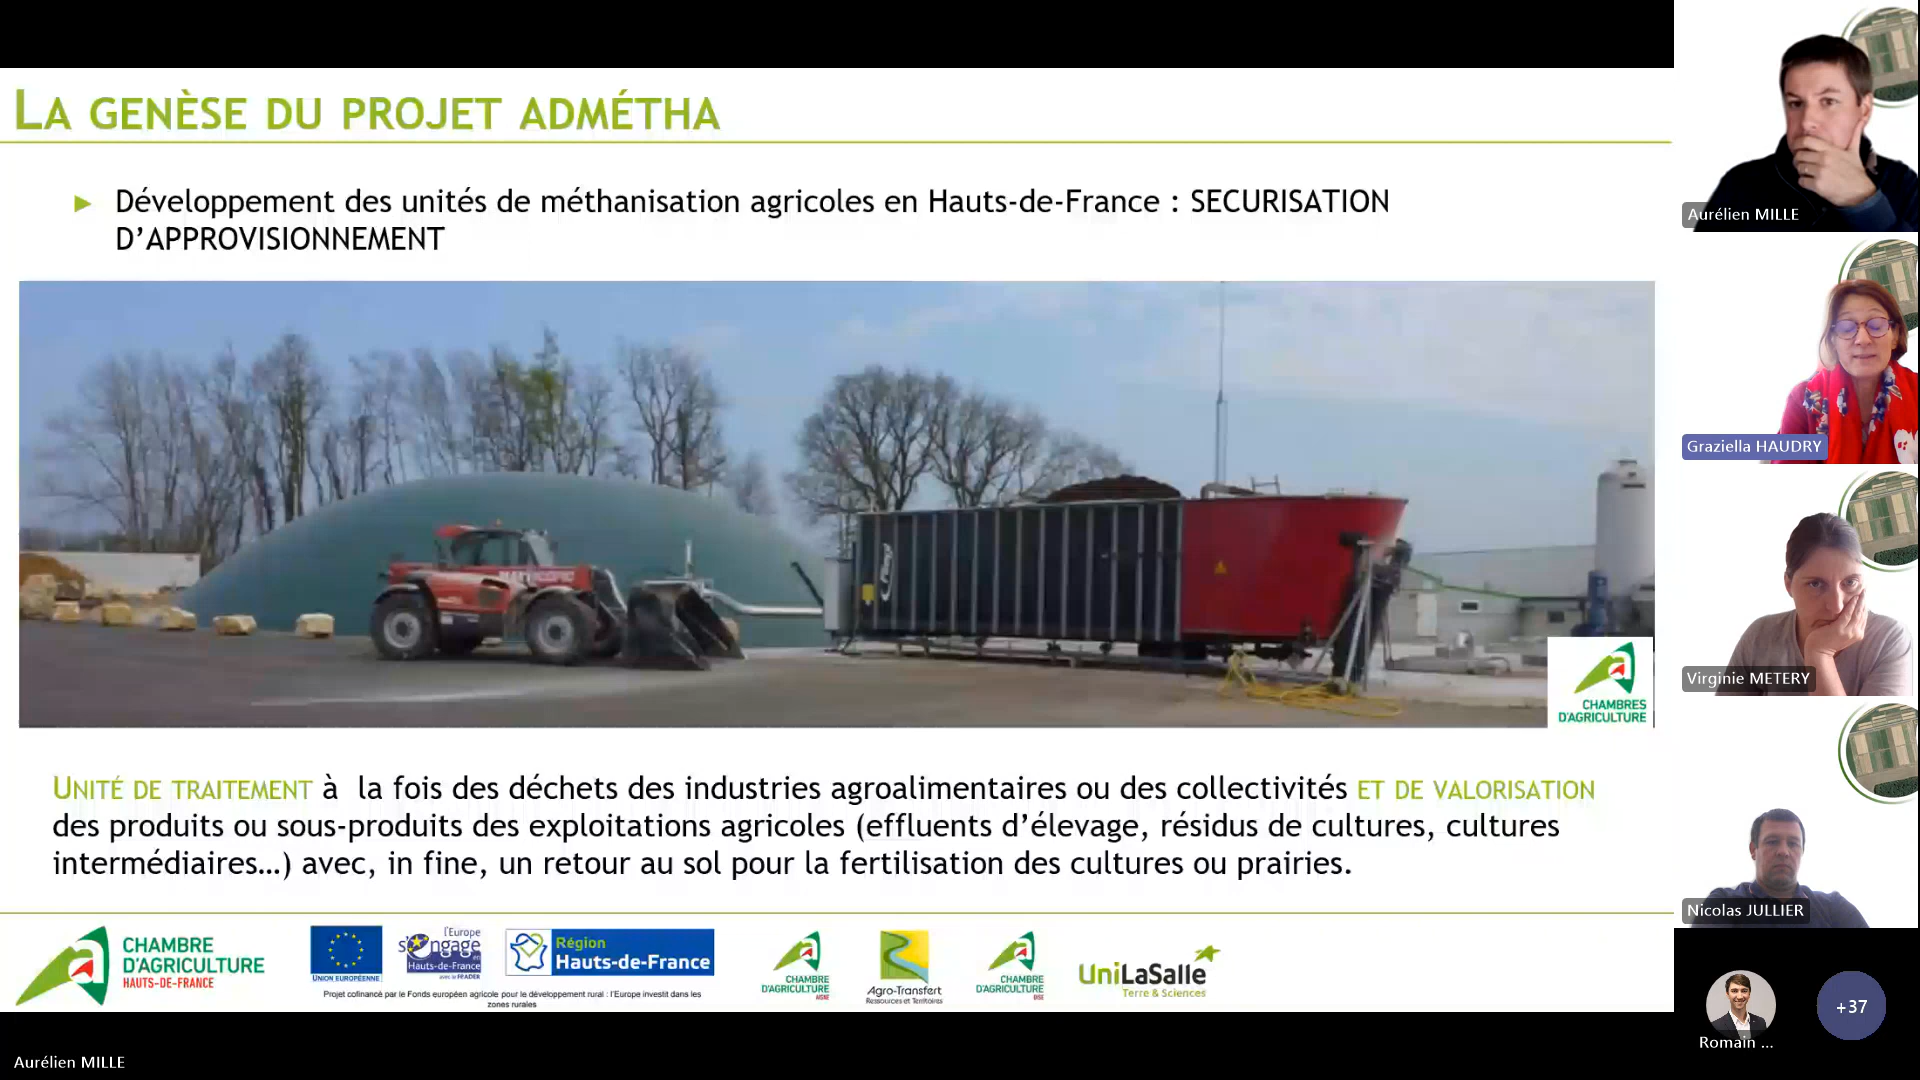 LA GENÈSE DU PROJET ADMÉTHA
Développement des unités de méthanisation agricoles en Hauts-de-France : SECURISATION
D’APPROVISIONNEMENT
CHAMBRES
D'AGRICULTURE
UNITÉ DE TRAITEMENT à la fois des déchets des industries agroalimentaires ou des collectivités ET DE VALORISATION
des produits ou sous-produits des exploitations agricoles (effluents d’élevage, résidus de cultures, cultures
intermédiaires…) avec, in fine, un retour au sol pour la fertilisation des cultures ou prairies.
CHAMBRE
D'AGRICULTURE
HAUTS-DE-FRANCE
UNION EUROPÉENNE
l'Europe
s'engage
en
Hauts-de-France
avec le FEADER
Région
Hauts-de-France
Projet cofinancé par le Fonds européen agricole pour le développement rural : l'Europe investit dans les
zones rurales
CHAMBRE
D'AGRICULTURE
AISNE
Agro-Transfert
Ressources et Territoires
CHAMBRE
D'AGRICULTURE
OISE
UniLaSalle
Terre & Sciences
Aurélien MILLE
Graziella HAUDRY
Virginie METERY
Nicolas JULLIER
Romain ...
+37
Aurélien MILLE